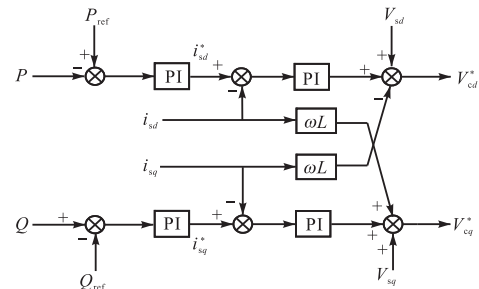 P_ref V_sd
+ i*_sd + + +
P − PI PI V*_cd
− −
i_sd ωL
i_sq ωL
− +
Q + PI + PI + V*_cq
− i*_sq + +
Q_ref V_sq